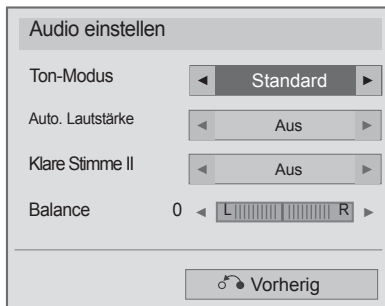 Audio einstellen
Ton-Modus ◄ Standard ►
Auto. Lautstärke ◄ Aus ►
Klare Stimme II ◄ Aus ►
Balance 0 ◄ L R ►
Vorherig